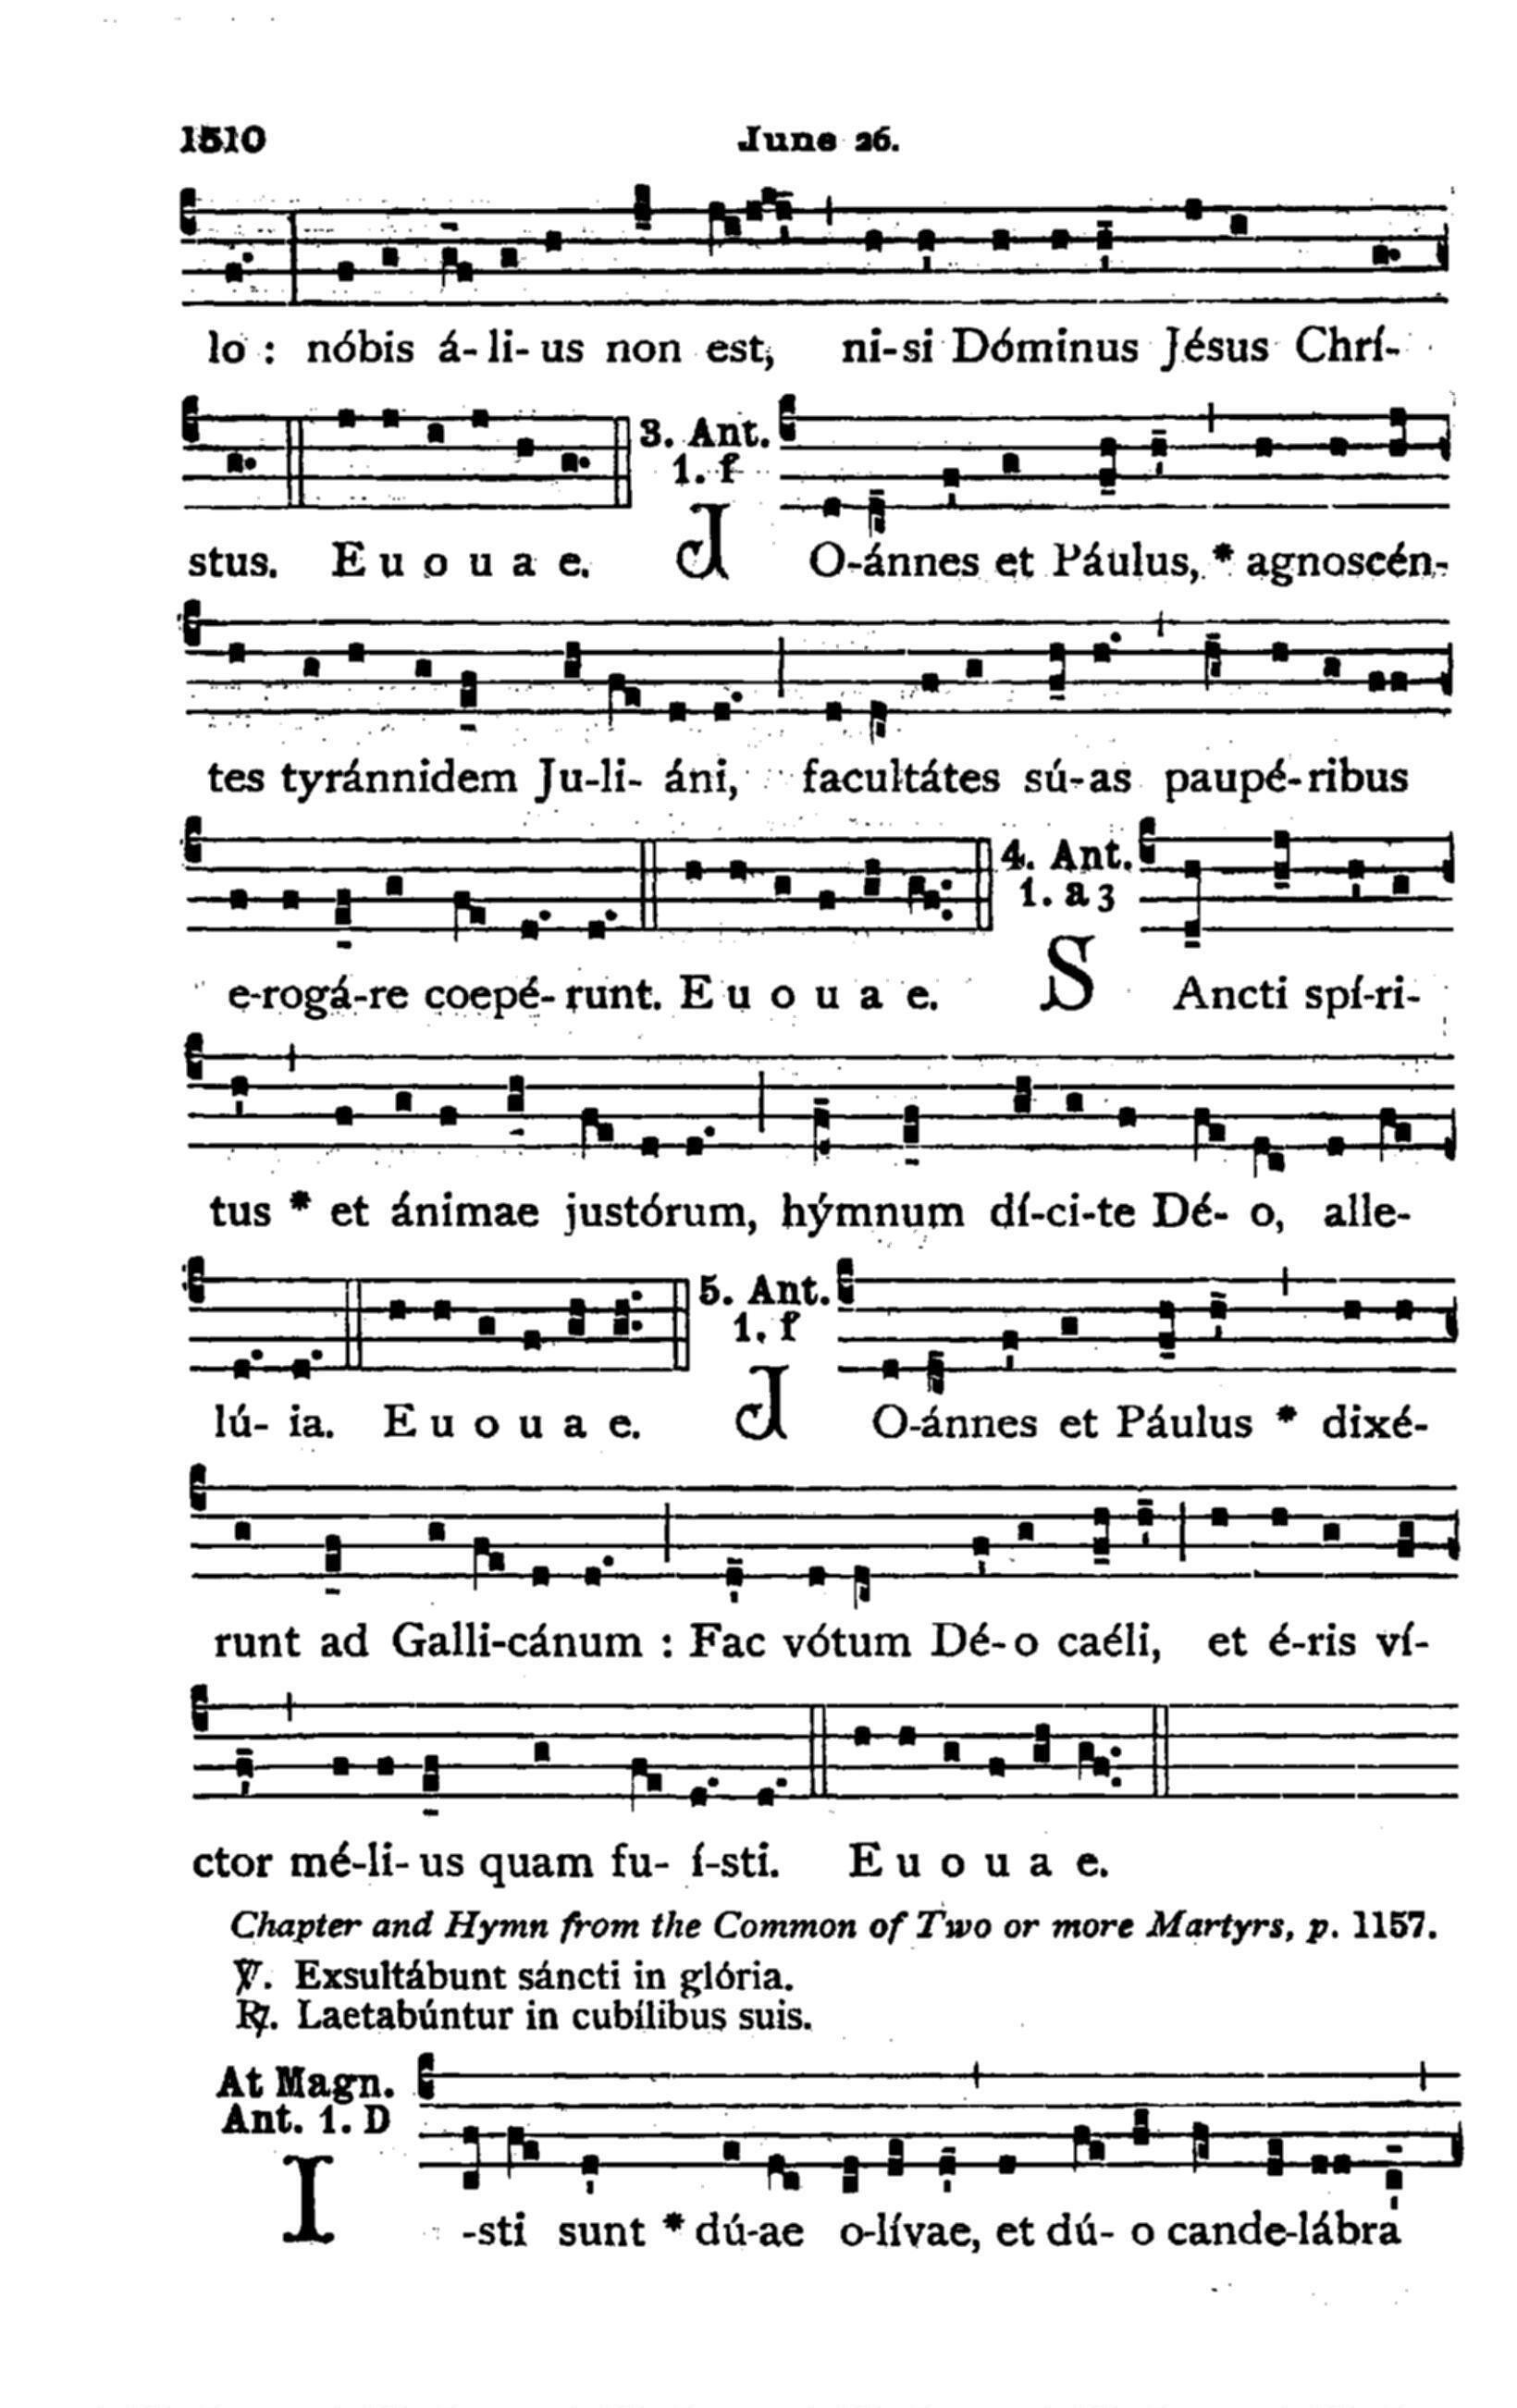 1510 June 26.
lo : nóbis á- li- us non est, ni-si Dóminus Jésus Chrí-
3. Ant.
1. f
stus. E u o u a e. J O-ánnes et Páulus, * agnoscén-
tes tyránnidem Ju-li- áni, facultátes sú-as paupé-ribus
4. Ant.
1. a 3
e-rogá-re coepé- runt. E u o u a e. S Ancti spí-ri-
tus * et ánimae justórum, hýmnum dí-ci-te Dé- o, alle-
5. Ant.
1. f
lú- ia. E u o u a e. J O-ánnes et Páulus * dixé-
runt ad Galli-cánum : Fac vótum Dé- o caéli, et é-ris ví-
ctor mé-li- us quam fu- í-sti. E u o u a e.
Chapter and Hymn from the Common of Two or more Martyrs, p. 1157.
℣. Exsultábunt sáncti in glória.
℟. Laetabúntur in cubílibus suis.
At Magn.
Ant. 1. D
I -sti sunt * dú-ae o-lívae, et dú- o cande-lábra